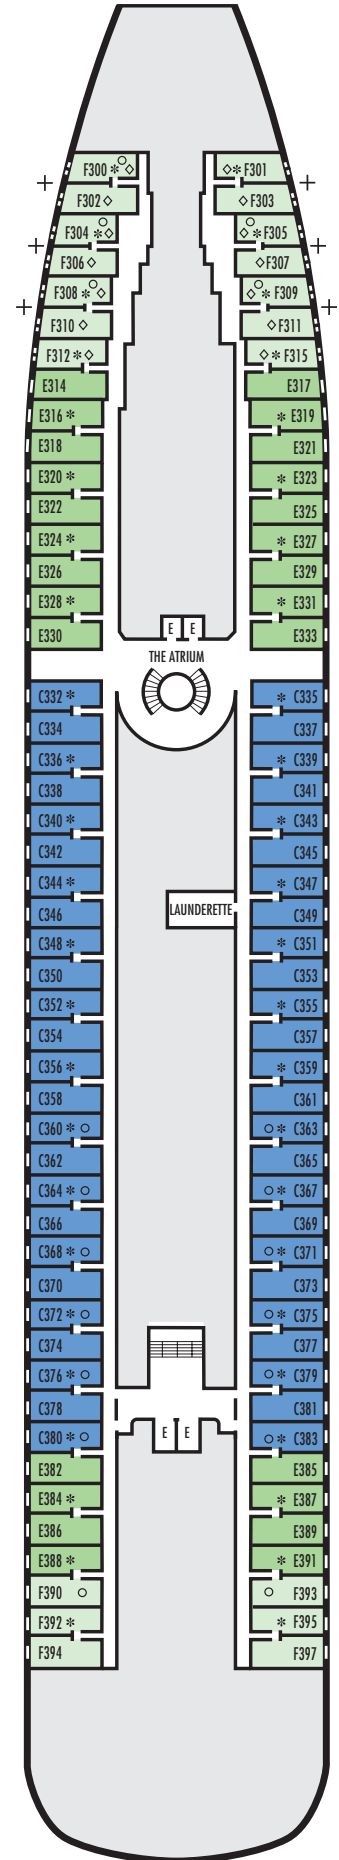 F300 * ○ ◇ ◇ * F301
F302 ◇ ◇ F303
F304 * ○ ◇ ◇ ○ * F305
F306 ◇ ◇ F307
F308 * ○ ◇ ◇ ○ * F309
F310 ◇ ◇ F311
F312 * ◇ ◇ * F315
E314 E317
E316 * * E319
E318 E321
E320 * * E323
E322 E325
E324 * * E327
E326 E329
E328 * * E331
E330 E E E333
THE ATRIUM
C332 * * C335
C334 C337
C336 * * C339
C338 C341
C340 * * C343
C342 C345
C344 * * C347
C346 LAUNDERETTE C349
C348 * * C351
C350 C353
C352 * * C355
C354 C357
C356 * * C359
C358 C361
C360 * ○ ○ * C363
C362 C365
C364 * ○ ○ * C367
C366 C369
C368 * ○ ○ * C371
C370 C373
C372 * ○ ○ * C375
C374 C377
C376 * ○ ○ * C379
C378 C381
C380 * ○ E E ○ * C383
E382 E385
E384 * * E387
E386 E389
E388 * * E391
F390 ○ ○ F393
F392 * * F395
F394 F397